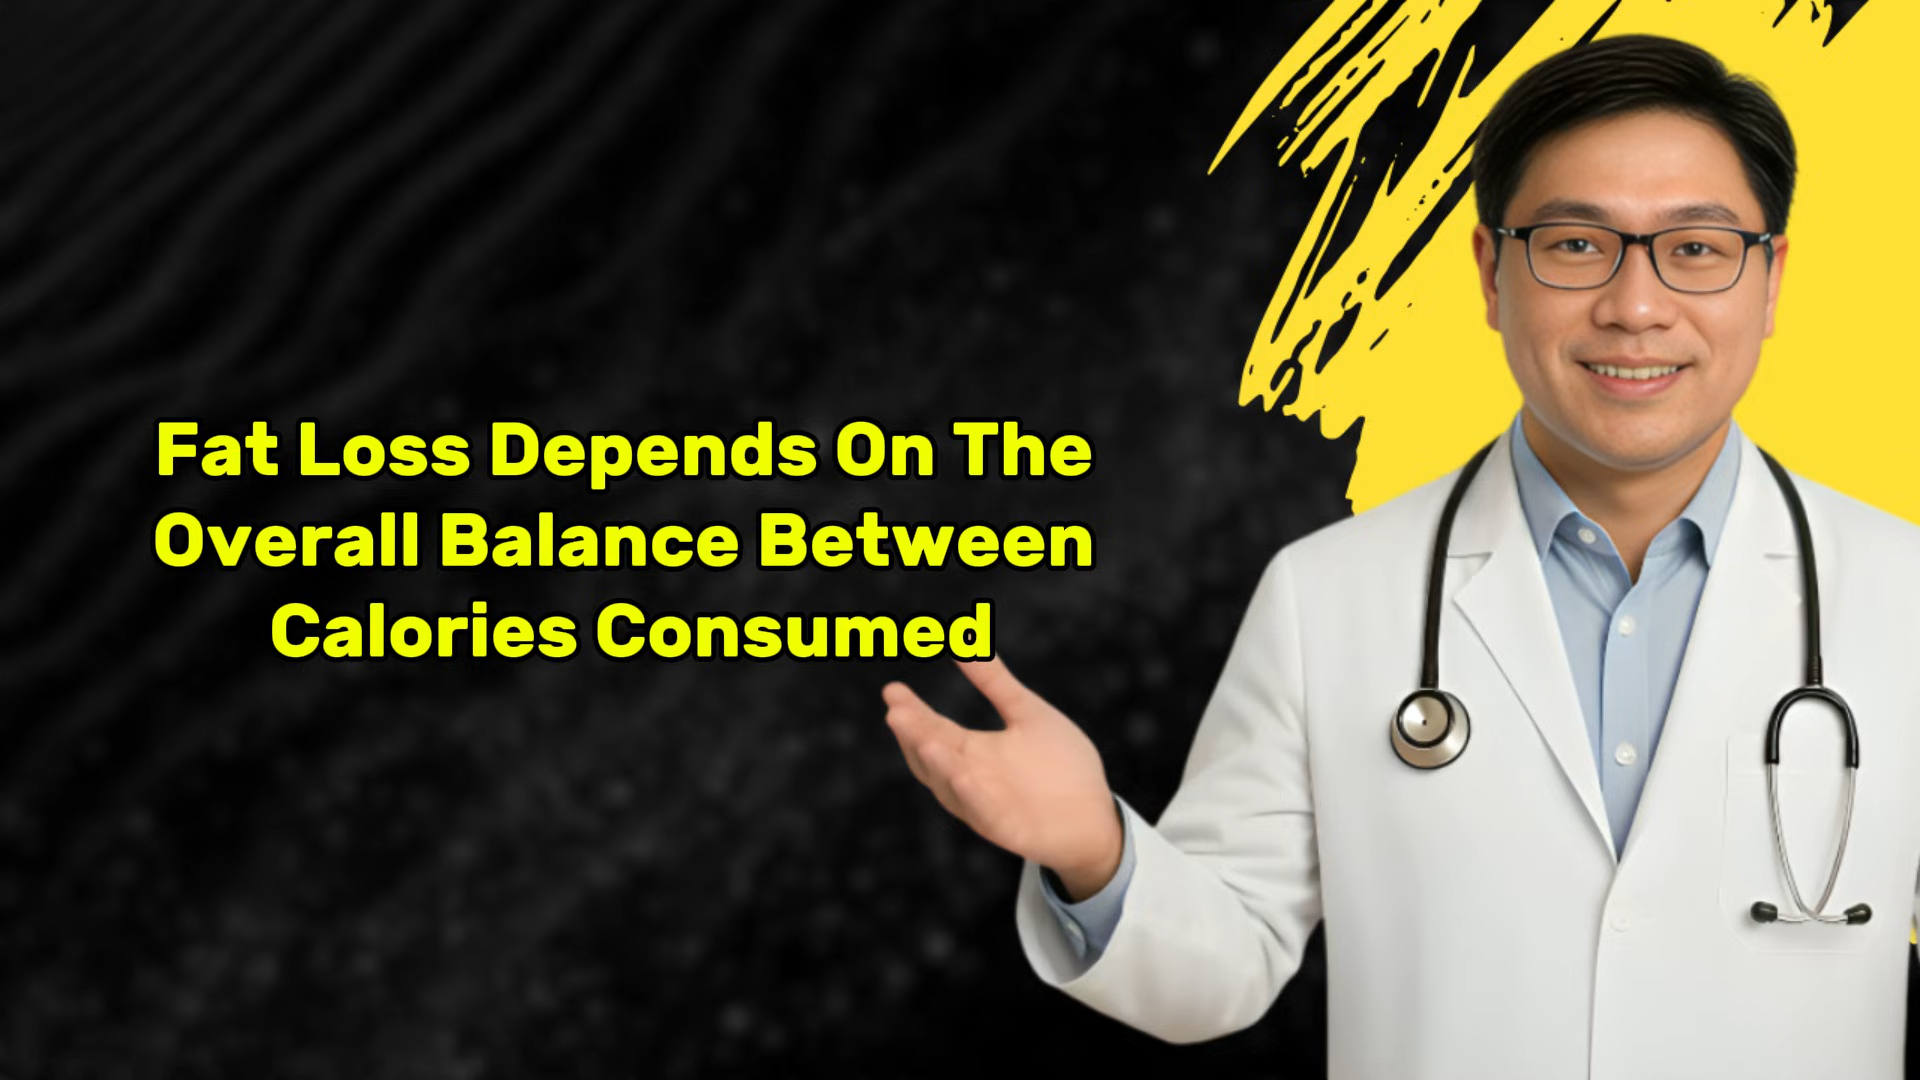 Fat Loss Depends On The
Overall Balance Between
Calories Consumed